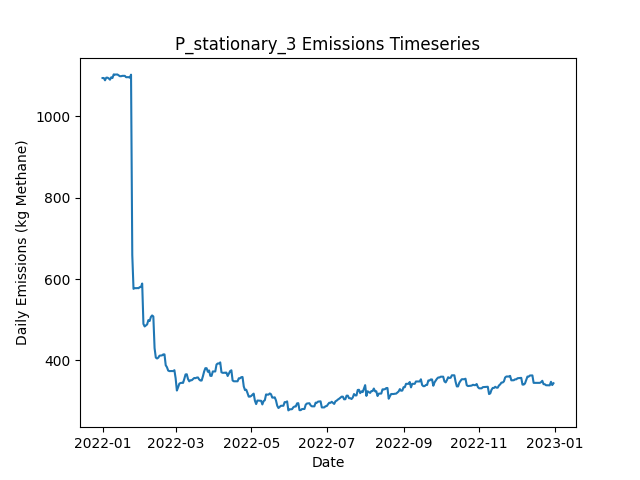 P_stationary_3 Emissions Timeseries
Daily Emissions (kg Methane)
1000
800
600
400
2022-01 2022-03 2022-05 2022-07 2022-09 2022-11 2023-01
Date